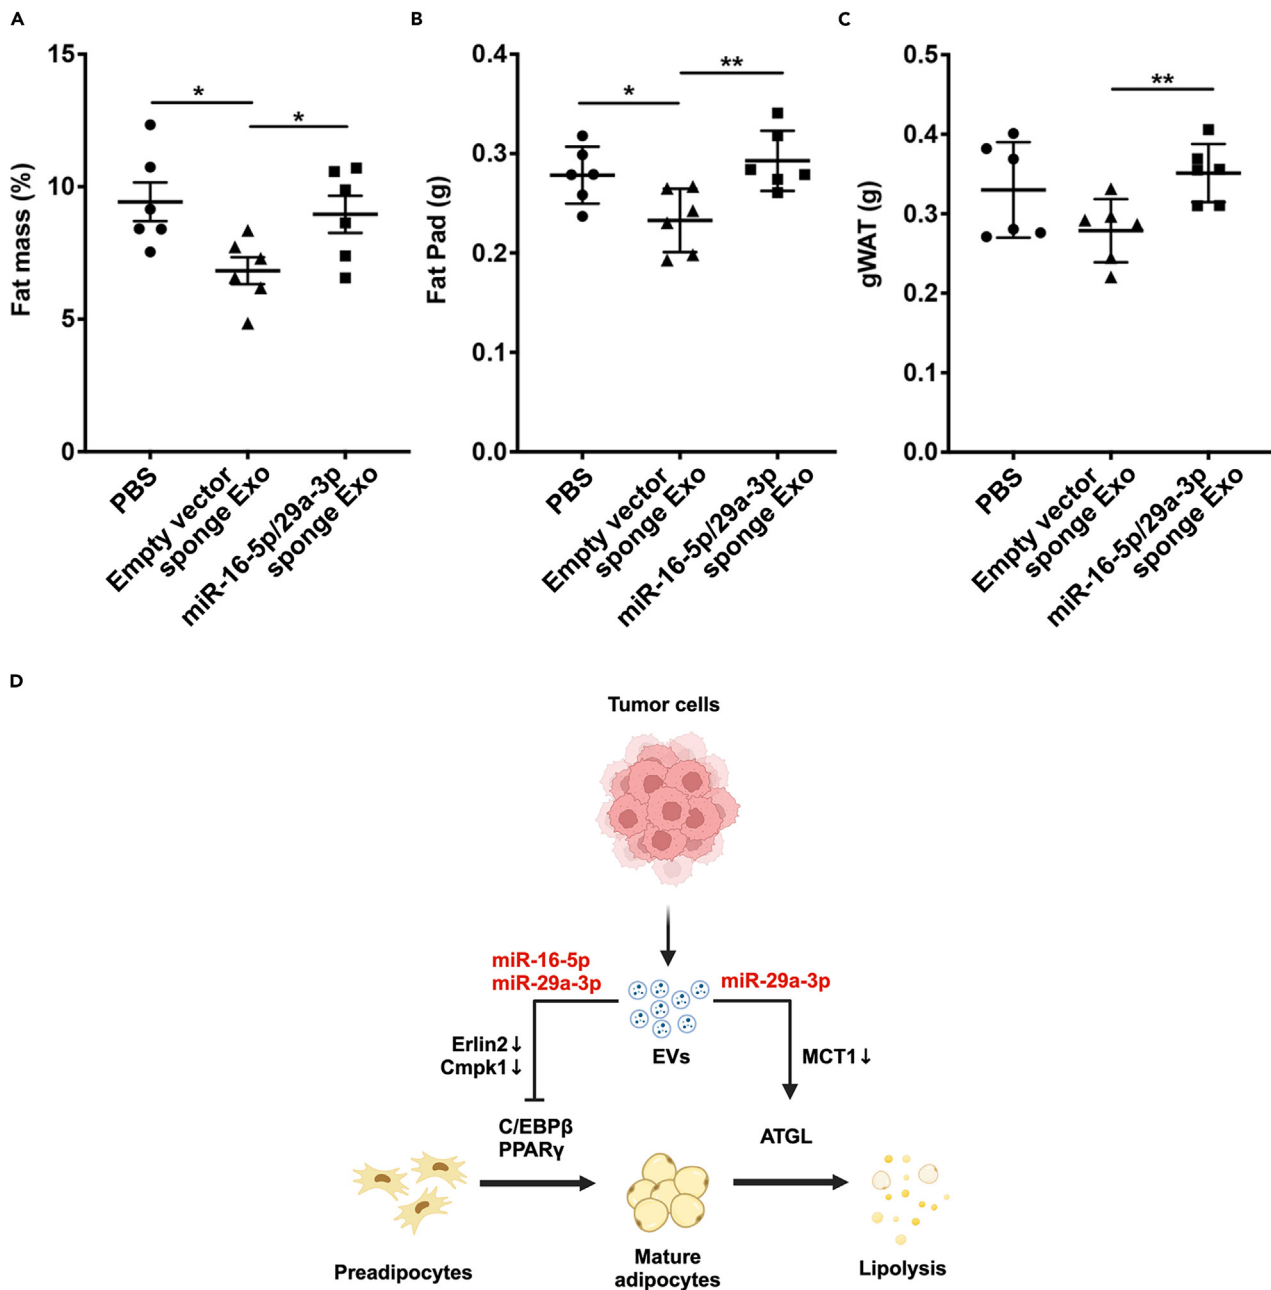 A
Fat mass (%)
15
10
5
0
*
*
PBS
Empty vector
sponge Exo
miR-16-5p/29a-3p
sponge Exo
B
Fat Pad (g)
0.4
0.3
0.2
0.1
0.0
*
**
PBS
Empty vector
sponge Exo
miR-16-5p/29a-3p
sponge Exo
C
gWAT (g)
0.5
0.4
0.3
0.2
0.1
0.0
**
PBS
Empty vector
sponge Exo
miR-16-5p/29a-3p
sponge Exo
D
Tumor cells
miR-16-5p
miR-29a-3p
miR-29a-3p
Erlin2↓
Cmpk1↓
EVs
MCT1↓
C/EBPβ
PPARγ
ATGL
Preadipocytes
Mature
adipocytes
Lipolysis